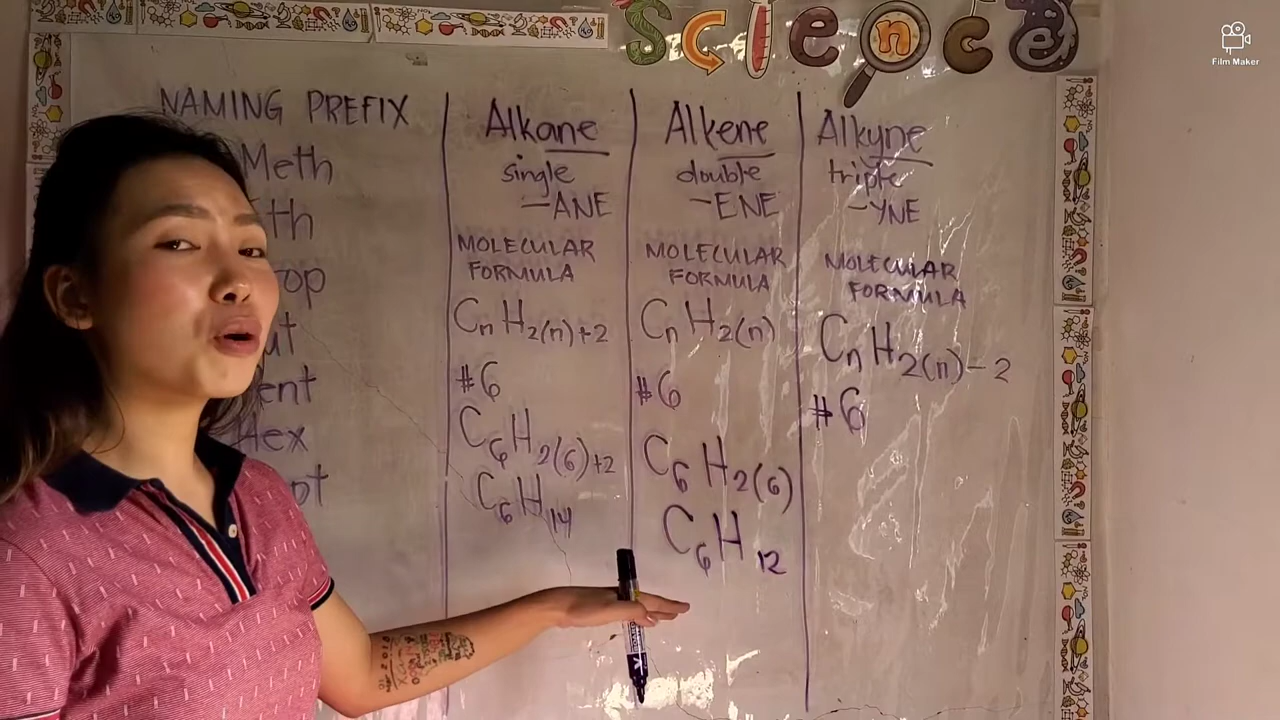 Science
Film Maker
NAMING PREFIX
Meth
th
rop
ut
ent
Hex
pt
Alkane
single
-ANE
MOLECULAR
FORMULA
CnH2(n)+2
#6
C6H2(6)+2
C6H14
Alkene
double
-ENE
MOLECULAR
FORMULA
CnH2(n)
#6
C6H2(6)
C6H12
Alkyne
triple
-YNE
MOLECULAR
FORMULA
CnH2(n)-2
#6